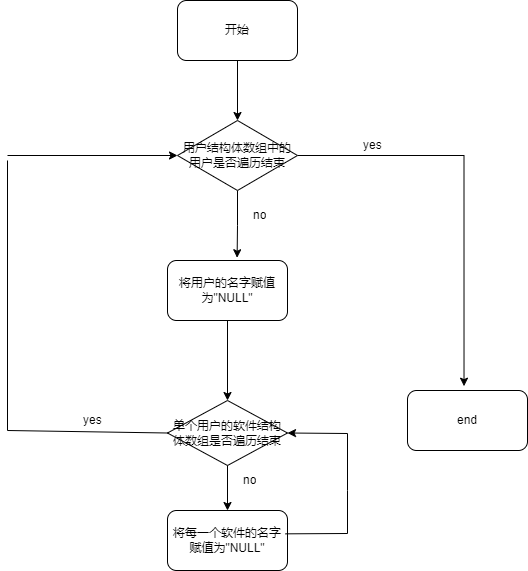 开始
用户结构体数组中的
用户是否遍历结束
yes
no
将用户的名字赋值
为"NULL"
单个用户的软件结构
体数组是否遍历结束
yes
end
no
将每一个软件的名字
赋值为"NULL"